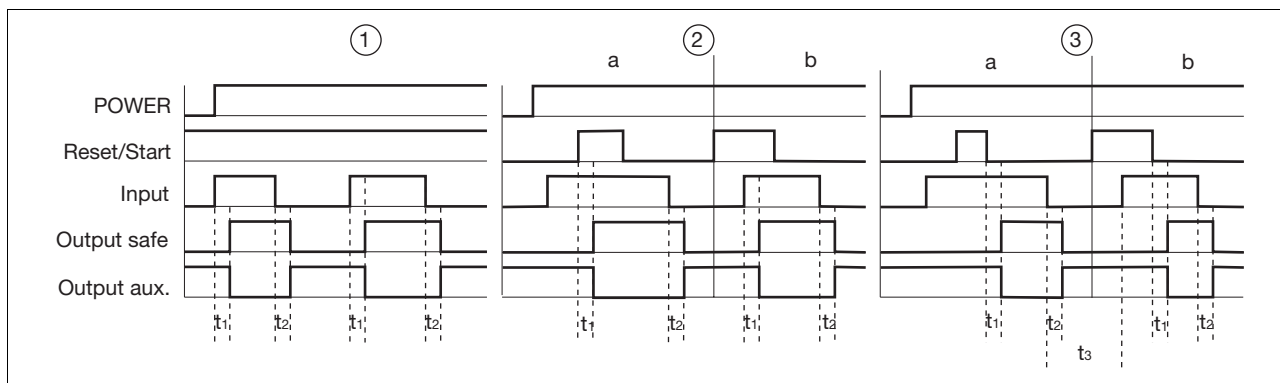 1 2 3
a b a b
POWER
Reset/Start
Input
Output safe
Output aux.
t1 t2 t1 t2 t1 t2 t1 t2 t1 t2 t1 t2
t3